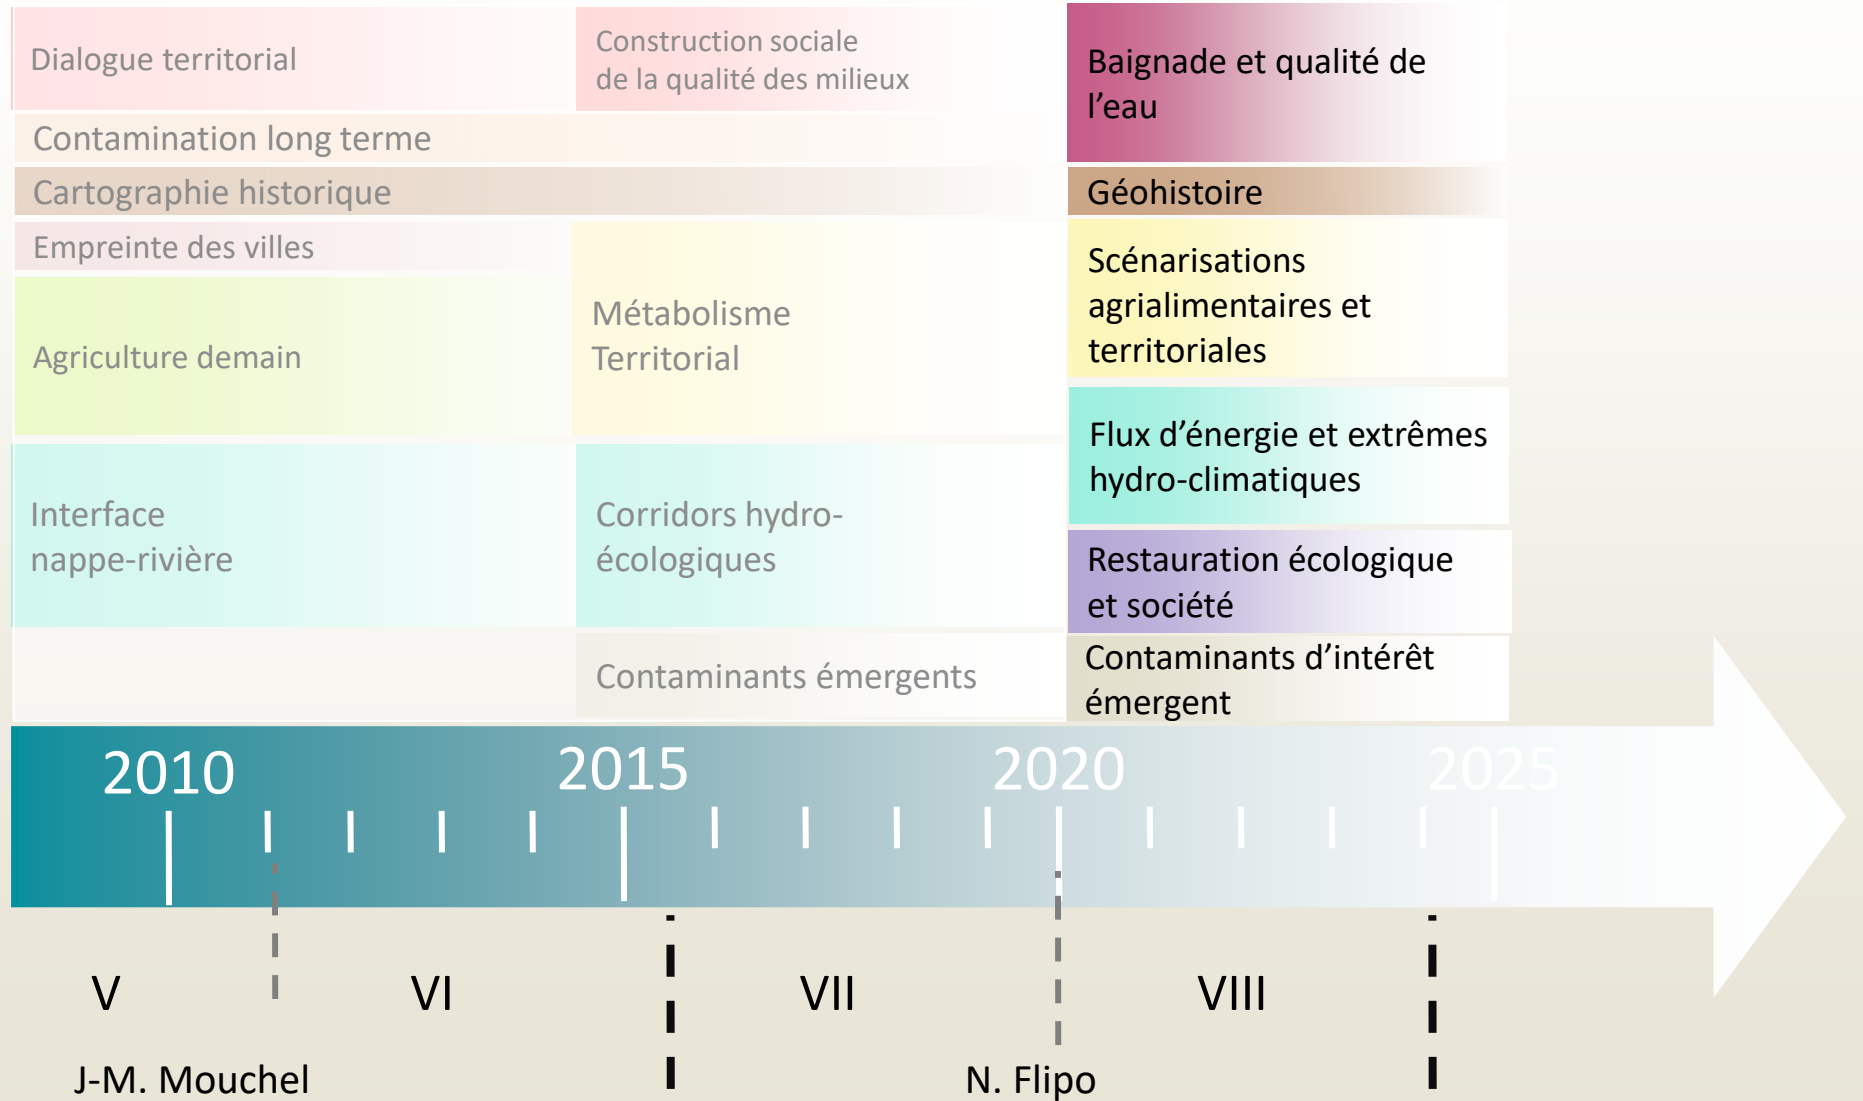 Dialogue territorial
Construction sociale
de la qualité des milieux
Baignade et qualité de
l'eau
Contamination long terme
Cartographie historique
Géohistoire
Empreinte des villes
Scénarisations
agrialimentaires et
territoriales
Métabolisme
Territorial
Agriculture demain
Flux d'énergie et extrêmes
hydro-climatiques
Interface
nappe-rivière
Corridors hydro-
écologiques
Restauration écologique
et société
Contaminants émergents
Contaminants d'intérêt
émergent
2010 2015 2020 2025
V VI VII VIII
J-M. Mouchel N. Flipo